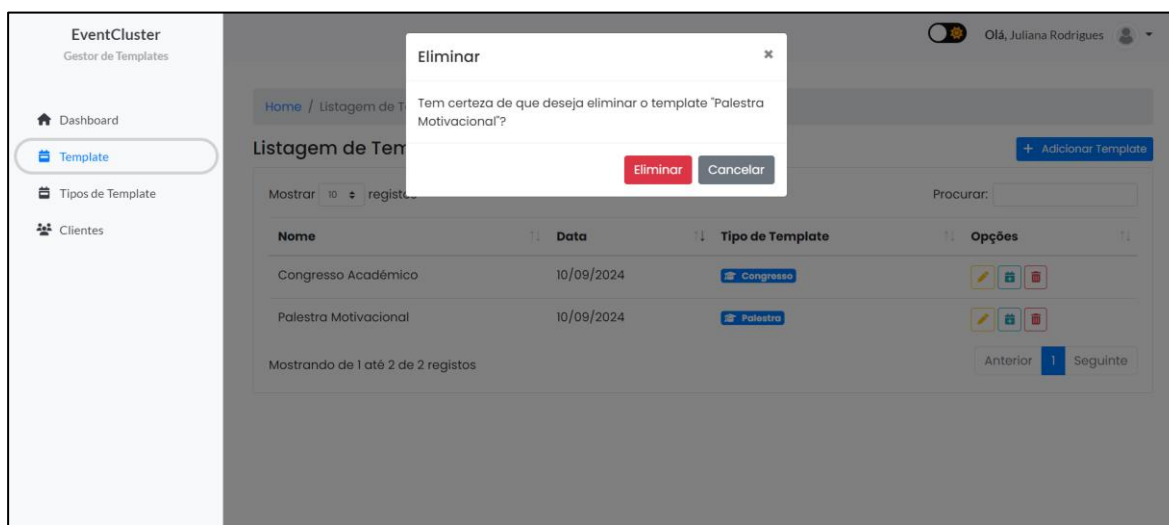 EventCluster
Gestor de Templates
Dashboard
Template
Tipos de Template
Clientes
Olá, Juliana Rodrigues
Eliminar ×
Tem certeza de que deseja eliminar o template "Palestra
Motivacional"?
Eliminar Cancelar
Home / Listagem de T
Listagem de Tem
+ Adicionar Template
Mostrar 10 registos
Procurar:
Nome Data Tipo de Template Opções
Congresso Académico 10/09/2024 Congresso
Palestra Motivacional 10/09/2024 Palestra
Mostrando de 1 até 2 de 2 registos
Anterior 1 Seguinte